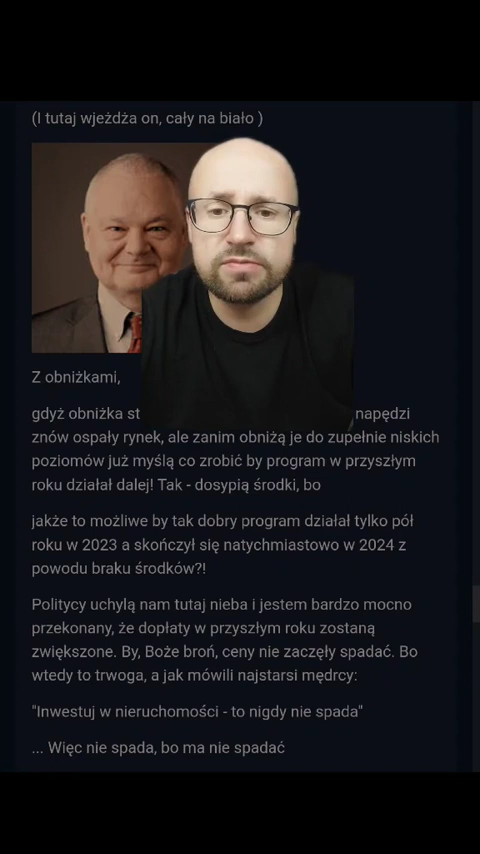 (I tutaj wjeżdża on, cały na biało )
Z obniżkami,
gdyż obniżka st napędzi
znów ospały rynek, ale zanim obniżą je do zupełnie niskich
poziomów już myślą co zrobić by program w przyszłym
roku działał dalej! Tak - dosypią środki, bo
jakże to możliwe by tak dobry program działał tylko pół
roku w 2023 a skończył się natychmiastowo w 2024 z
powodu braku środków?!
Politycy uchylą nam tutaj nieba i jestem bardzo mocno
przekonany, że dopłaty w przyszłym roku zostaną
zwiększone. By, Boże broń, ceny nie zaczęły spadać. Bo
wtedy to trwoga, a jak mówili najstarsi mędrcy:
"Inwestuj w nieruchomości - to nigdy nie spada"
... Więc nie spada, bo ma nie spadać